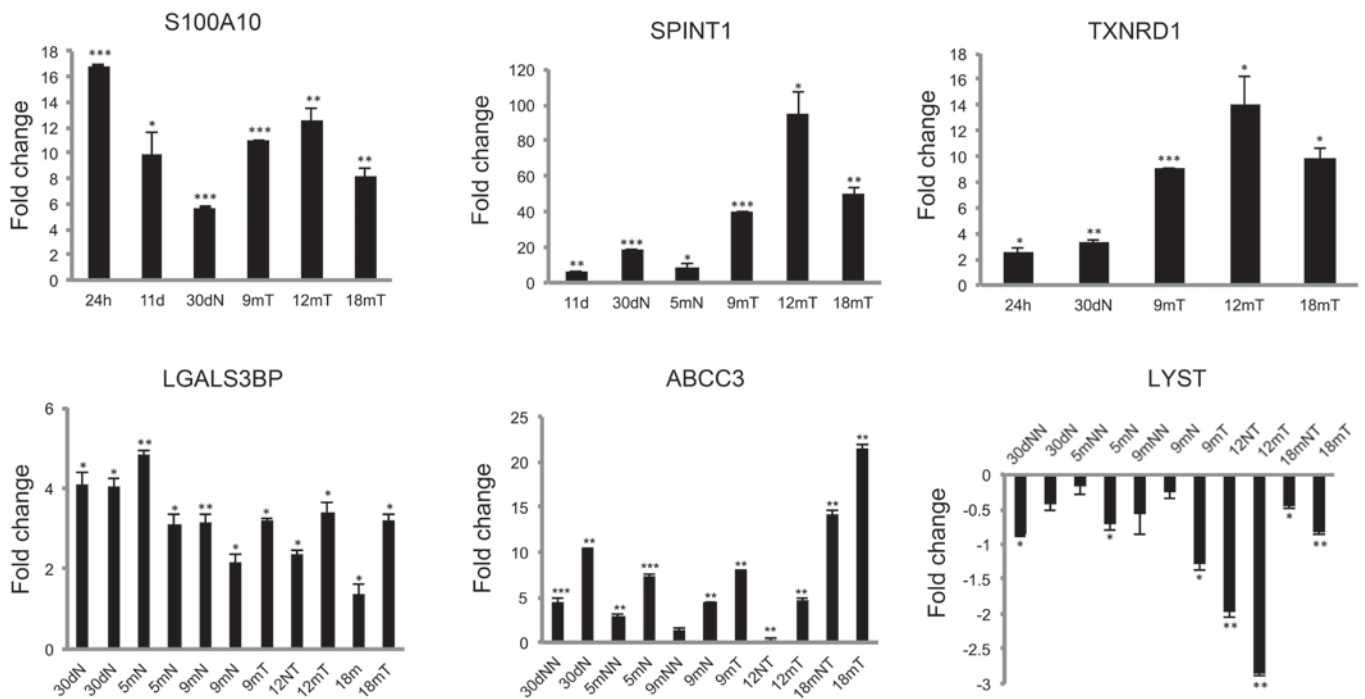 S100A10
Fold change
18
16
14
12
10
8
6
4
2
0
*** * *** *** ** **
24h 11d 30dN 9mT 12mT 18mT
SPINT1
Fold change
120
100
80
60
40
20
0
** *** * *** * **
11d 30dN 5mN 9mT 12mT 18mT
TXNRD1
Fold change
18
16
14
12
10
8
6
4
2
0
* ** *** * *
24h 30dN 9mT 12mT 18mT
LGALS3BP
Fold change
6
4
2
0
* * ** * ** * * * * * *
30dN 30dN 5mN 5mN 9mN 9mN 9mT 12NT 12mT 18m 18mT
ABCC3
Fold change
25
20
15
10
5
0
*** ** ** *** ** ** ** ** ** **
30dNN 30dN 5mNN 5mN 9mNN 9mN 9mT 12NT 12mT 18mNT 18mT
LYST
30dNN 30dN 5mNN 5mN 9mNN 9mN 9mT 12NT 12mT 18mNT 18mT
Fold change
0
-0.5
-1
-1.5
-2
-2.5
-3
* * * ** ** * **